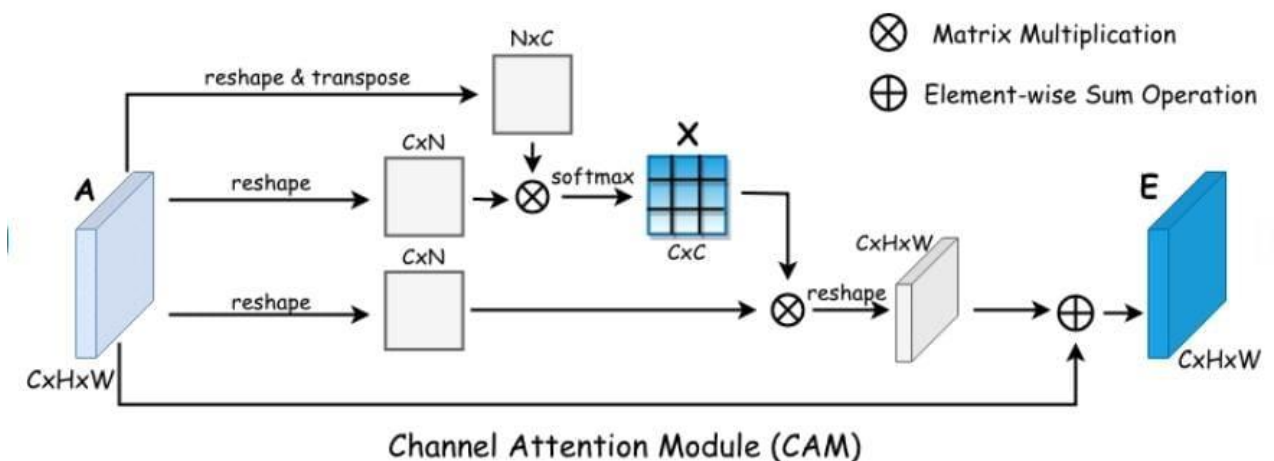 NxC
Matrix Multiplication
reshape & transpose
Element-wise Sum Operation
X
CxN
A
reshape
softmax
E
CxC
CxN
CxHxW
reshape
reshape
CxHxW
CxHxW
Channel Attention Module (CAM)